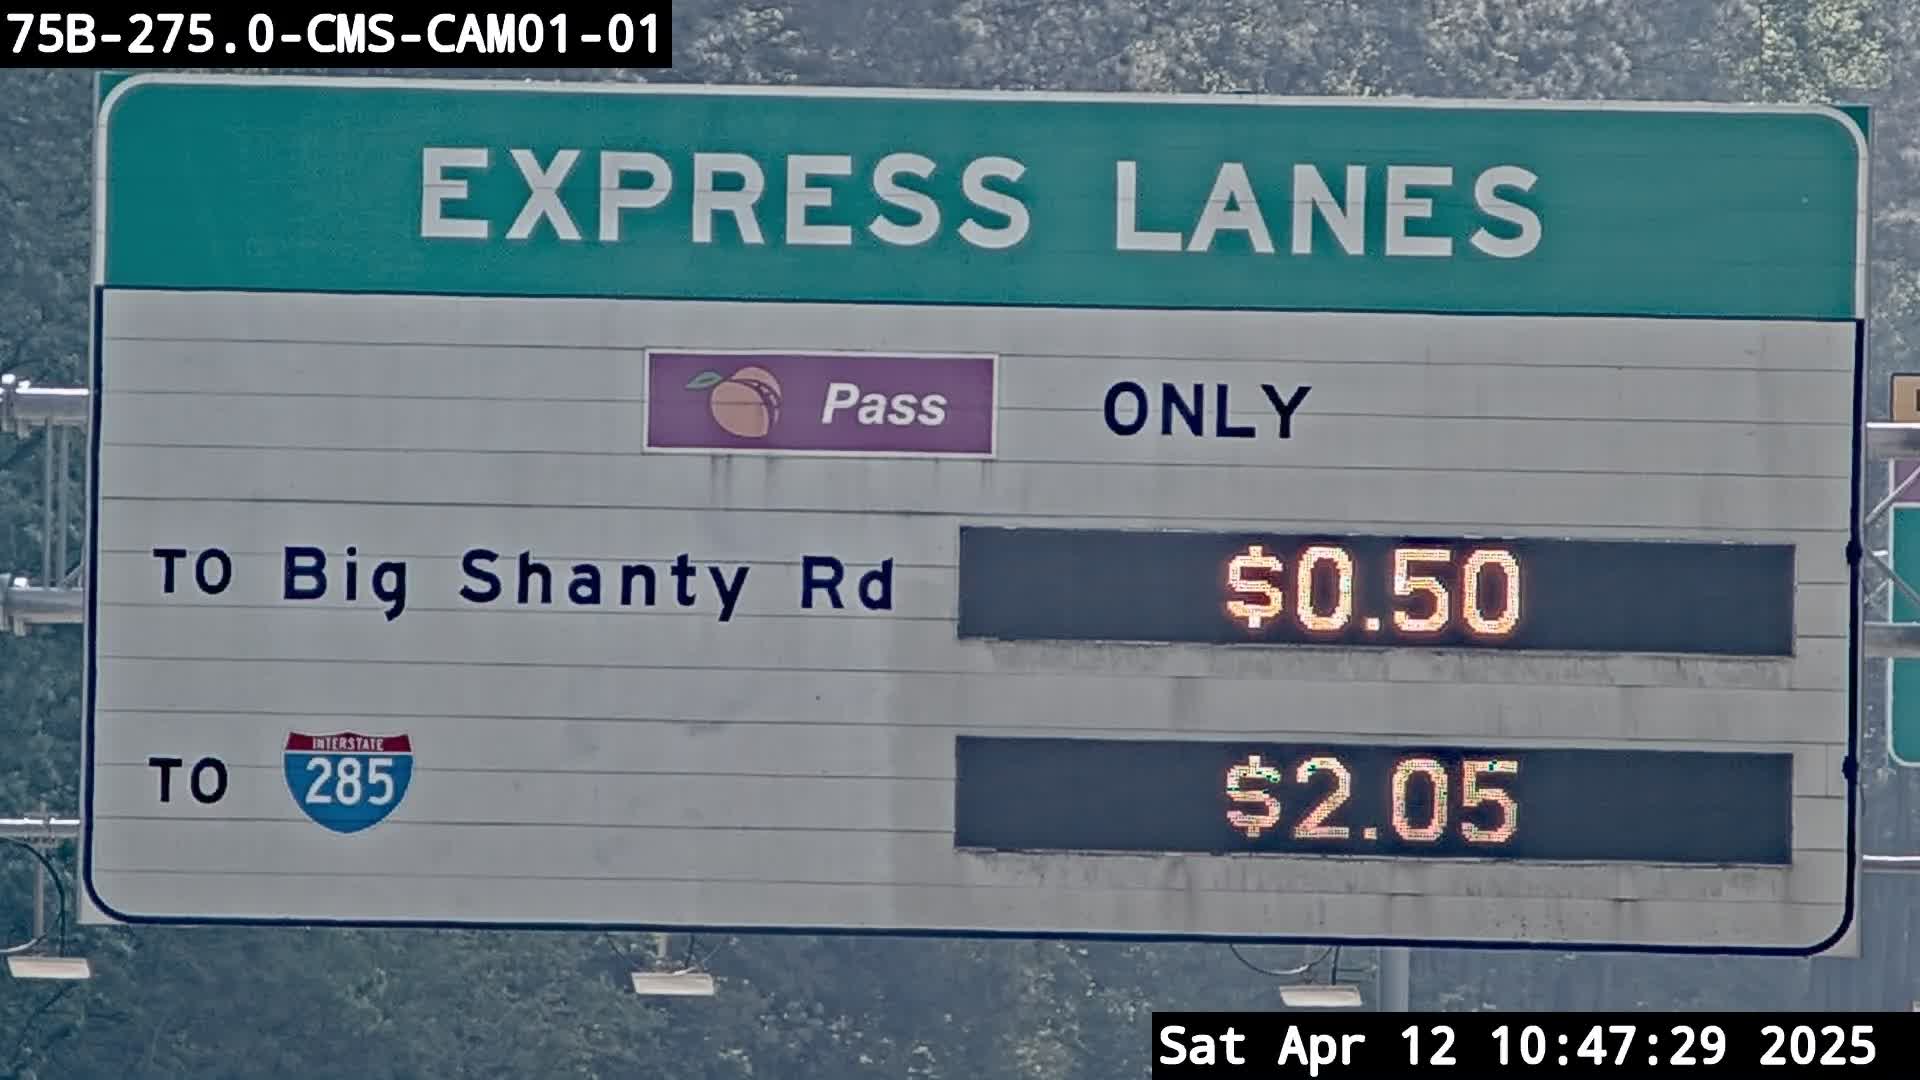 75B-275.0-CMS-CAM01-01
EXPRESS LANES
Pass ONLY
TO Big Shanty Rd $0.50
TO INTERSTATE 285 $2.05
Sat Apr 12 10:47:29 2025